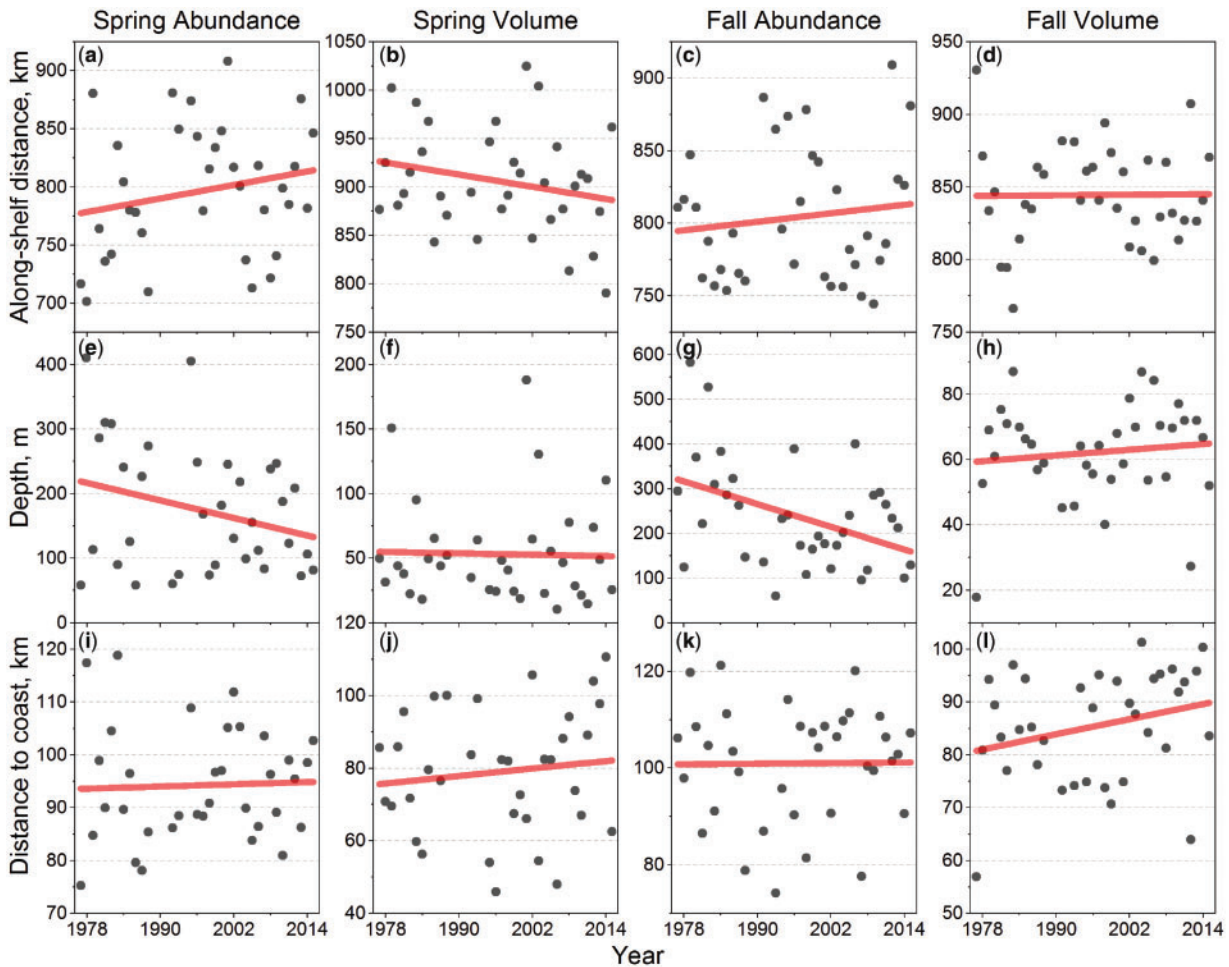 Spring Abundance Spring Volume Fall Abundance Fall Volume
Along-shelf distance, km
(a) 900 850 800 750 700
(b) 1050 1000 950 900 850 800 750
(c) 900 850 800 750
(d) 950 900 850 800 750
Depth, m
(e) 400 300 200 100 0
(f) 200 150 100 50 0
(g) 600 500 400 300 200 100 0
(h) 80 60 40 20
Distance to coast, km
(i) 120 110 100 90 80 70
(j) 120 100 80 60 40
(k) 120 100 80
(l) 100 90 80 70 60 50
1978 1990 2002 2014 1978 1990 2002 2014 1978 1990 2002 2014 1978 1990 2002 2014
Year